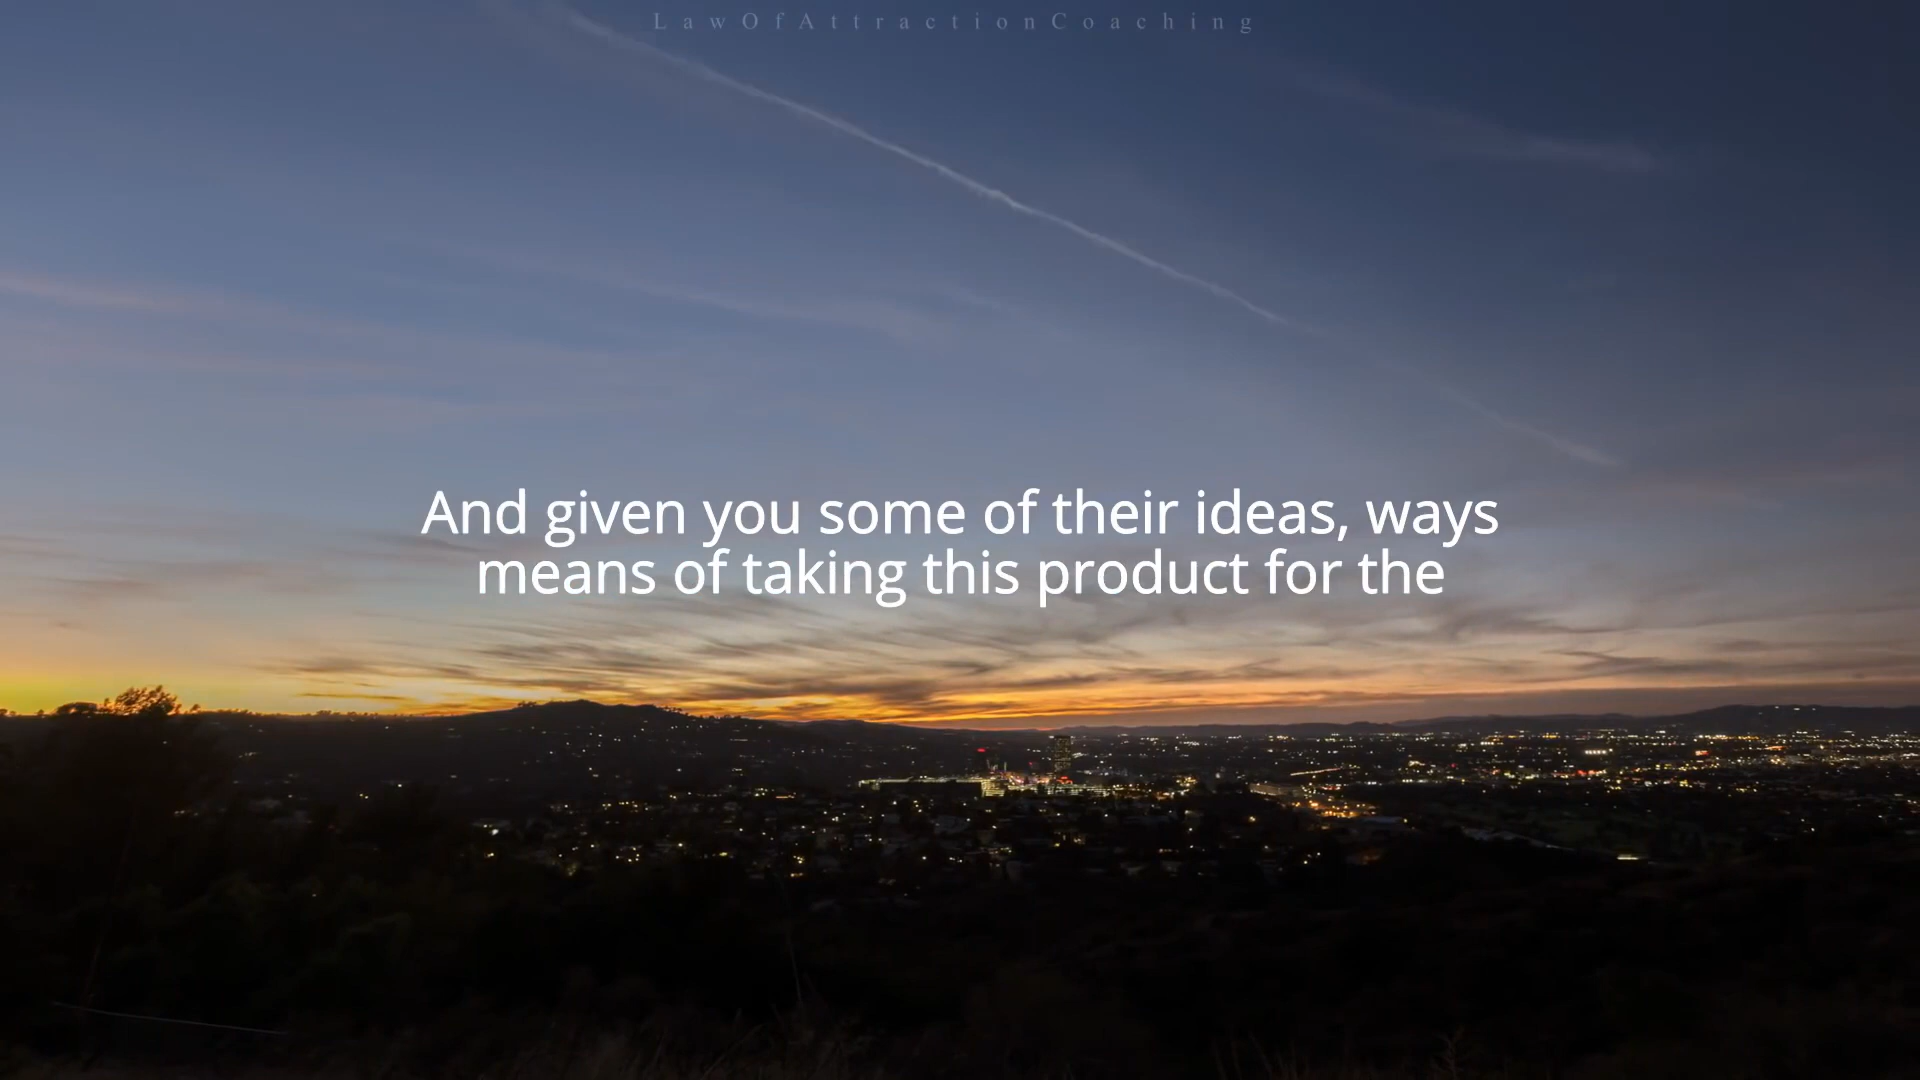 LawOfAttractionCoaching
And given you some of their ideas, ways
means of taking this product for the